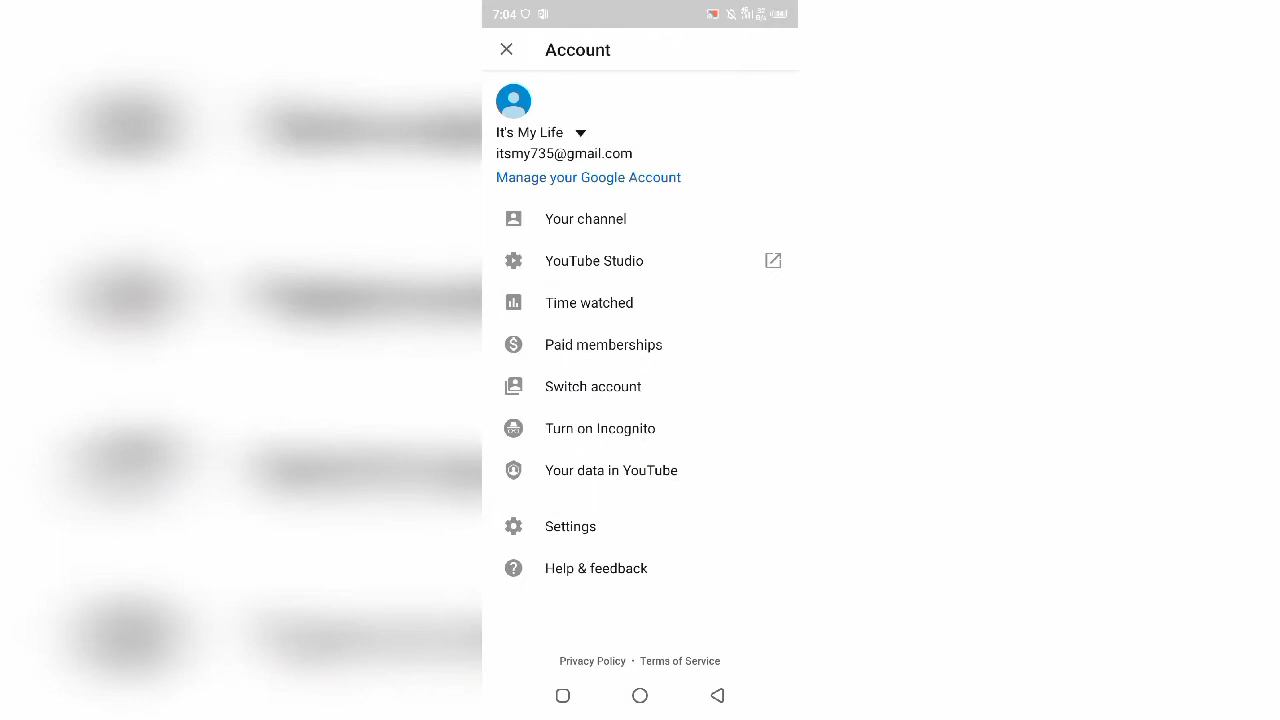 7:04
Account
It's My Life
itsmy735@gmail.com
Manage your Google Account
Your channel
YouTube Studio
Time watched
Paid memberships
Switch account
Turn on Incognito
Your data in YouTube
Settings
Help & feedback
Privacy Policy • Terms of Service